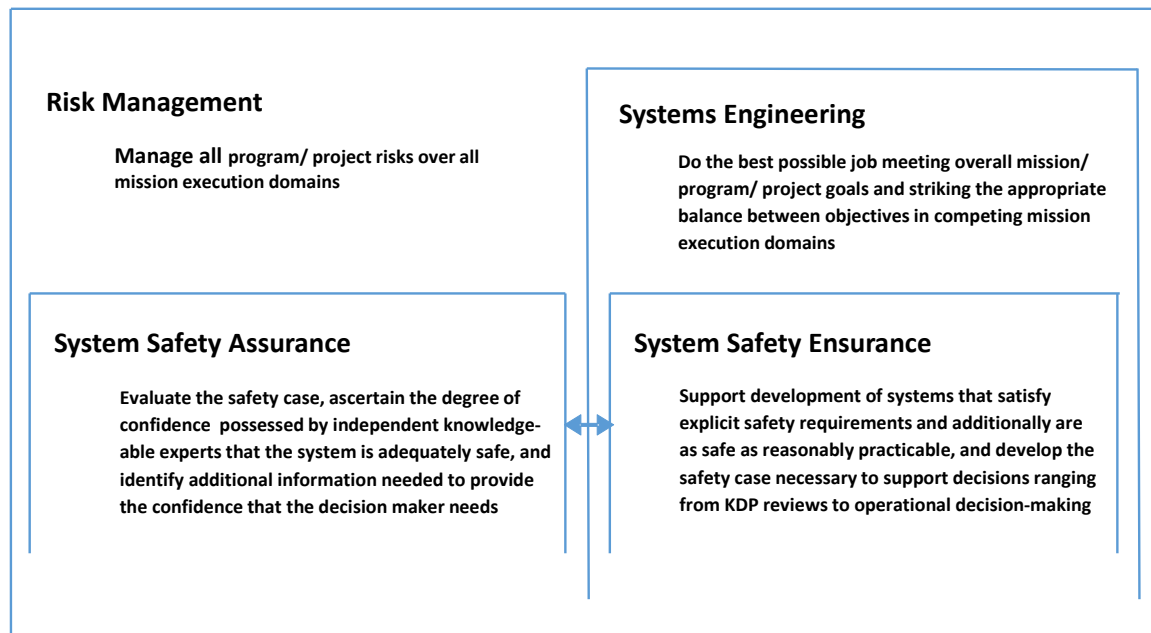 Risk Management
Manage all program/ project risks over all
mission execution domains
Systems Engineering
Do the best possible job meeting overall mission/
program/ project goals and striking the appropriate
balance between objectives in competing mission
execution domains
System Safety Assurance
Evaluate the safety case, ascertain the degree of
confidence possessed by independent knowledge-
able experts that the system is adequately safe, and
identify additional information needed to provide
the confidence that the decision maker needs
System Safety Ensurance
Support development of systems that satisfy
explicit safety requirements and additionally are
as safe as reasonably practicable, and develop the
safety case necessary to support decisions ranging
from KDP reviews to operational decision-making